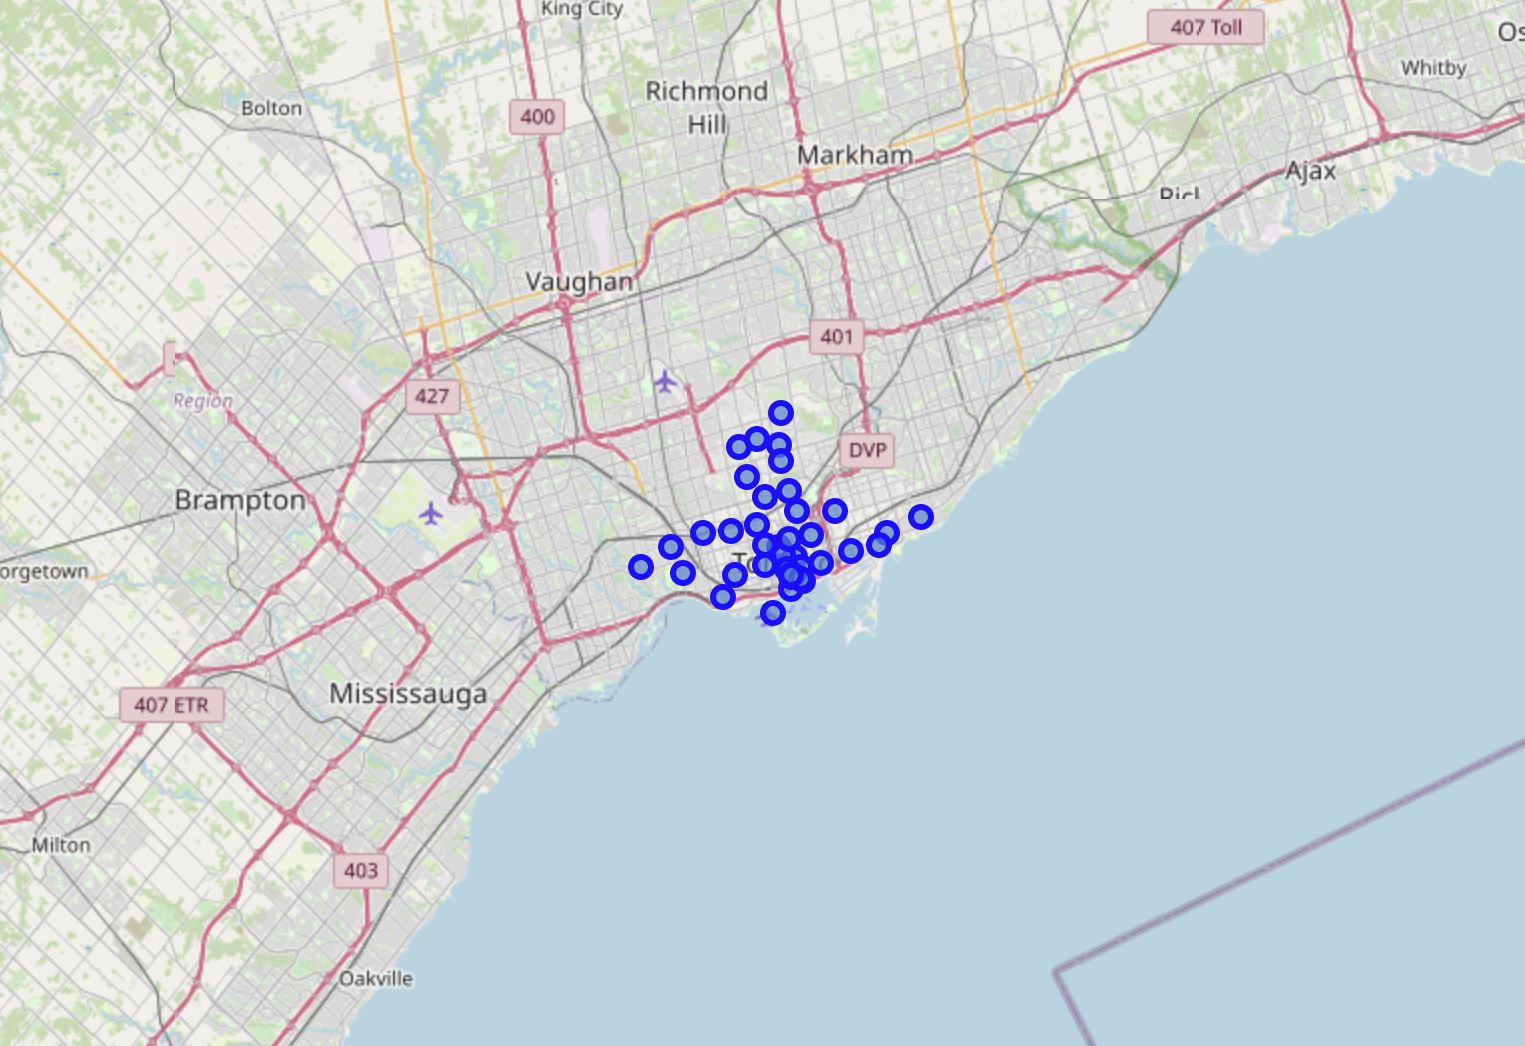 King City
407 Toll
Os
Whitby
Richmond
Hill
Bolton
400
Markham
Ajax
Vaughan
401
427
Region
DVP
Brampton
To
orgetown
Mississauga
407 ETR
Milton
403
Oakville